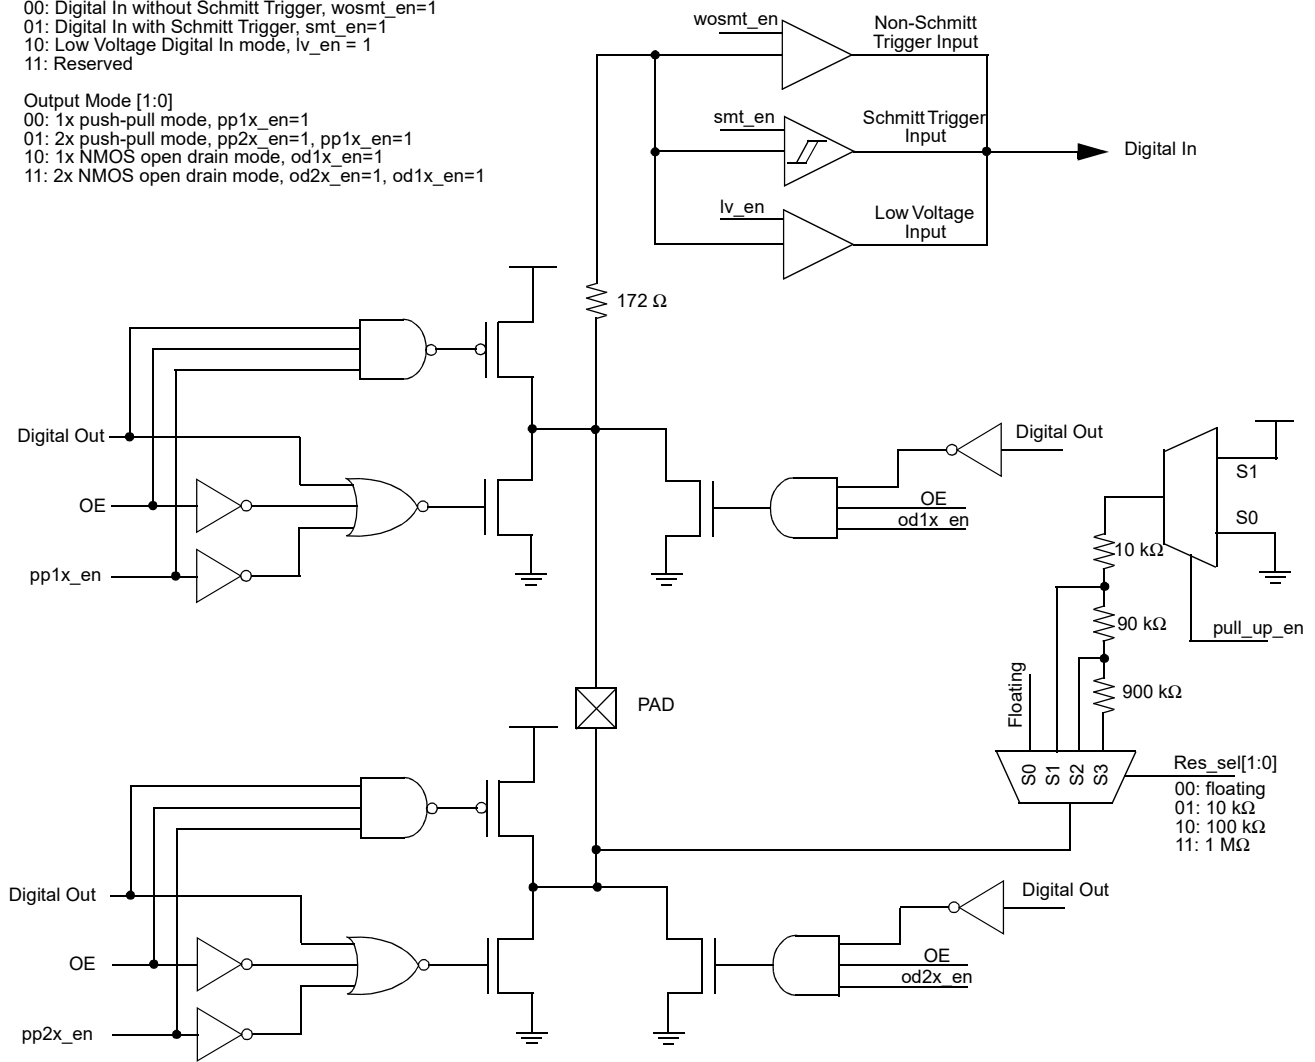 00: Digital In without Schmitt Trigger, wosmt_en=1
01: Digital In with Schmitt Trigger, smt_en=1
10: Low Voltage Digital In mode, lv_en = 1
11: Reserved
Output Mode [1:0]
00: 1x push-pull mode, pp1x_en=1
01: 2x push-pull mode, pp2x_en=1, pp1x_en=1
10: 1x NMOS open drain mode, od1x_en=1
11: 2x NMOS open drain mode, od2x_en=1, od1x_en=1
wosmt_en
Non-Schmitt
Trigger Input
smt_en
Schmitt Trigger
Input
Digital In
lv_en
Low Voltage
Input
172 Ω
Digital Out
OE
pp1x_en
Digital Out
OE
od1x_en
S1
S0
10 kΩ
90 kΩ
pull_up_en
900 kΩ
Floating
PAD
S0
S1
S2
S3
Res_sel[1:0]
00: floating
01: 10 kΩ
10: 100 kΩ
11: 1 MΩ
Digital Out
OE
pp2x_en
Digital Out
OE
od2x_en